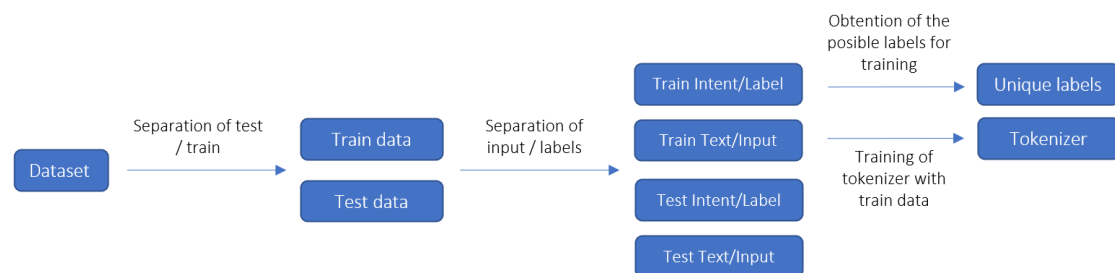 Dataset
Separation of test
/ train
Train data
Test data
Separation of
input / labels
Train Intent/Label
Train Text/Input
Test Intent/Label
Test Text/Input
Obtention of the
posible labels for
training
Unique labels
Tokenizer
Training of
tokenizer with
train data